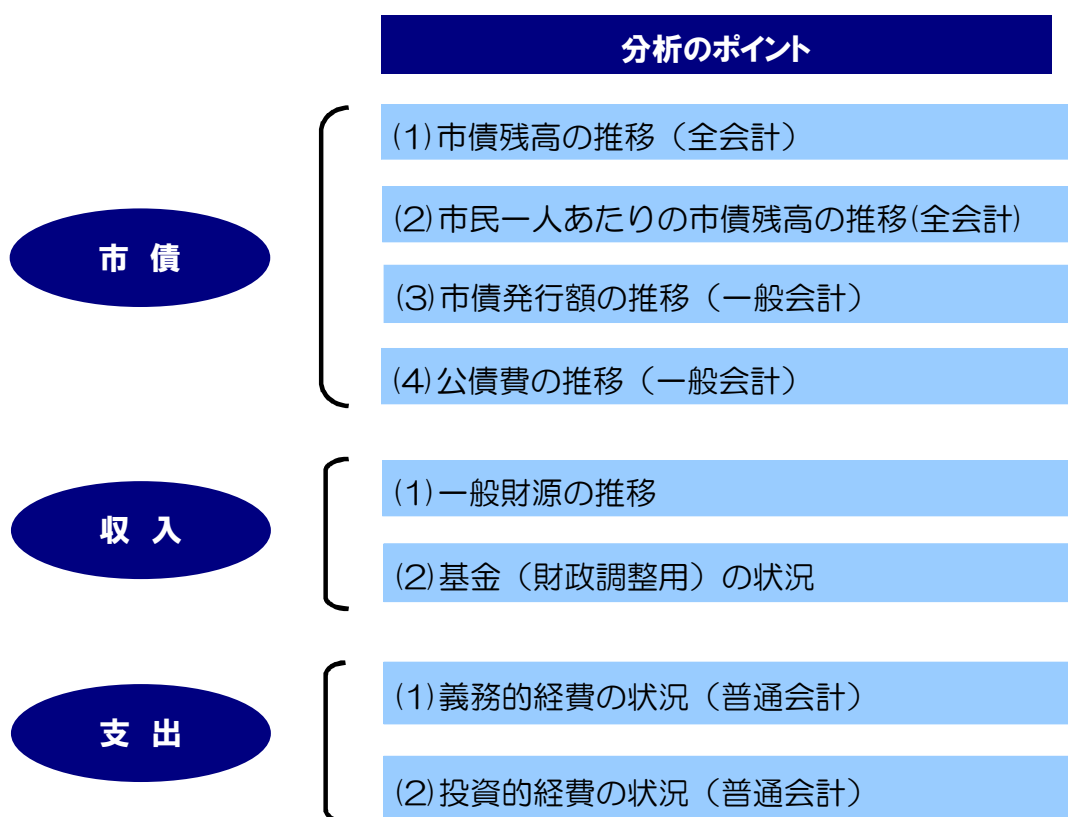 分析のポイント
市 債
(1)市債残高の推移（全会計）
(2)市民一人あたりの市債残高の推移(全会計)
(3)市債発行額の推移（一般会計）
(4)公債費の推移（一般会計）
収 入
(1)一般財源の推移
(2)基金（財政調整用）の状況
支 出
(1)義務的経費の状況（普通会計）
(2)投資的経費の状況（普通会計）